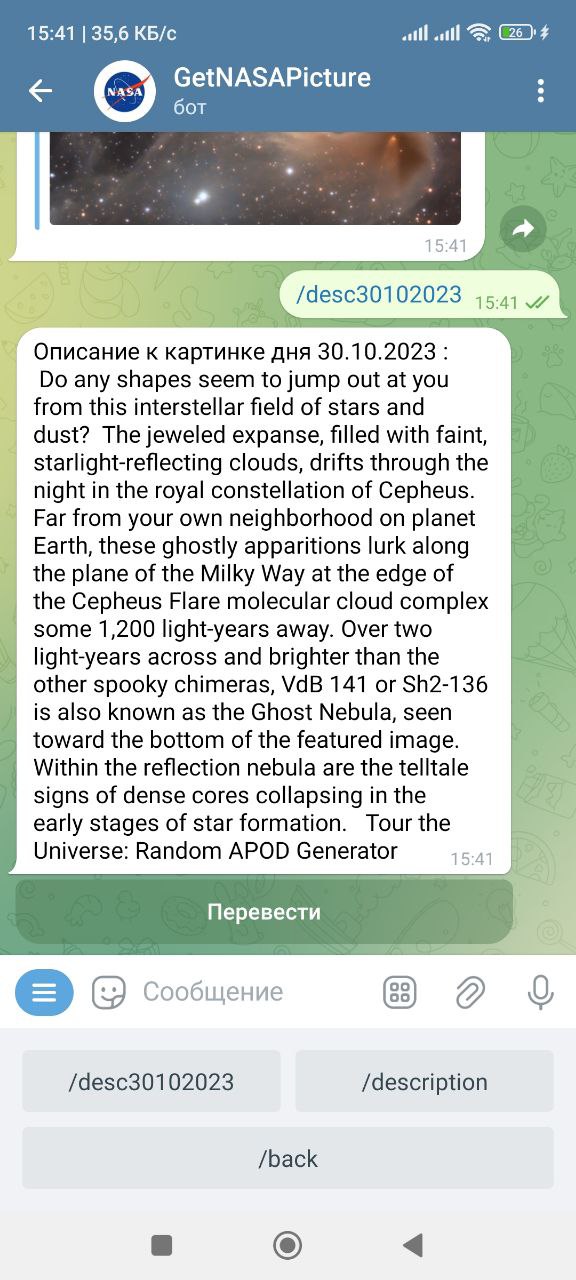 15:41 | 35,6 КБ/с
26
NASA
GetNASAPicture
бот
15:41
/desc30102023 15:41
Описание к картинке дня 30.10.2023 :
Do any shapes seem to jump out at you
from this interstellar field of stars and
dust?  The jeweled expanse, filled with faint,
starlight-reflecting clouds, drifts through the
night in the royal constellation of Cepheus.
Far from your own neighborhood on planet
Earth, these ghostly apparitions lurk along
the plane of the Milky Way at the edge of
the Cepheus Flare molecular cloud complex
some 1,200 light-years away. Over two
light-years across and brighter than the
other spooky chimeras, VdB 141 or Sh2-136
is also known as the Ghost Nebula, seen
toward the bottom of the featured image.
Within the reflection nebula are the telltale
signs of dense cores collapsing in the
early stages of star formation.   Tour the
Universe: Random APOD Generator
15:41
Перевести
Сообщение
/desc30102023
/description
/back